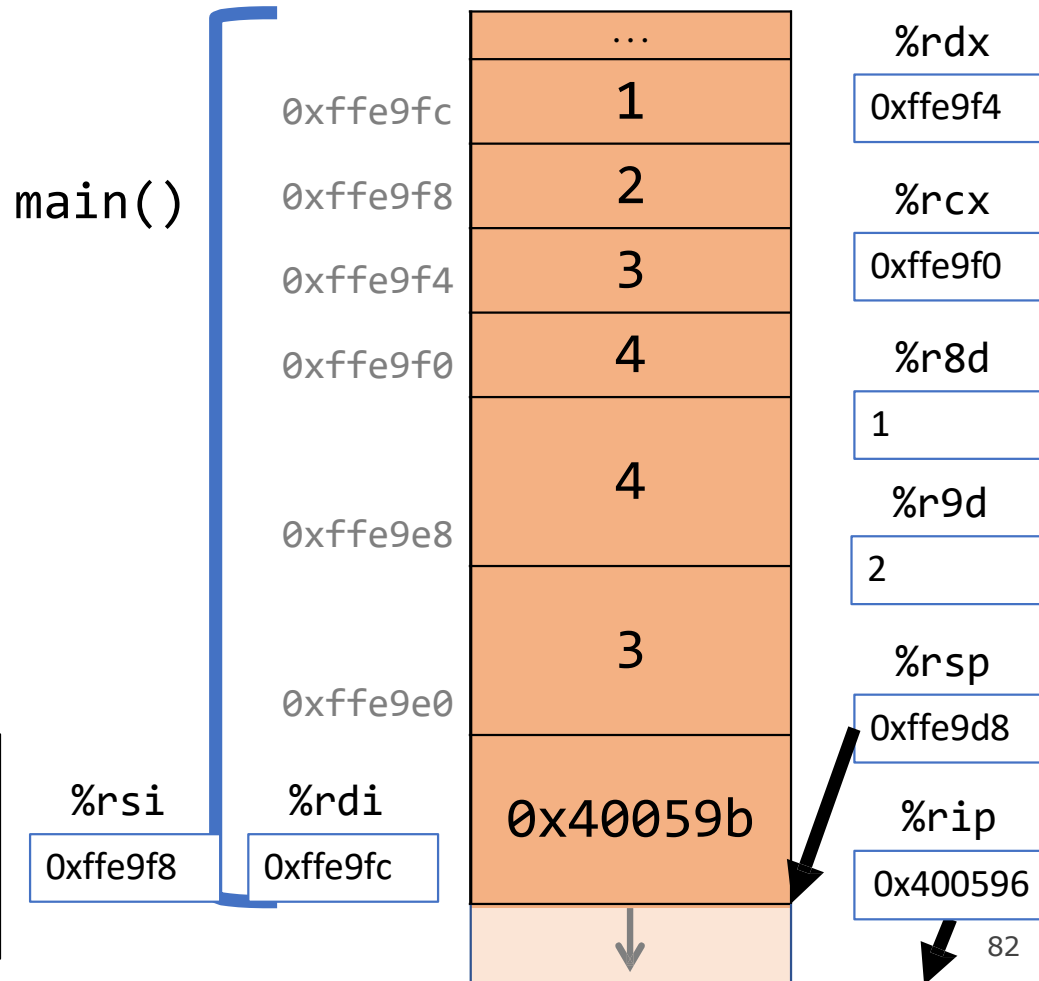 ...
%rdx
0xffe9fc
1
0xffe9f4
main()
0xffe9f8
2
%rcx
0xffe9f4
3
0xffe9f0
0xffe9f0
4
%r8d
1
4
%r9d
0xffe9e8
2
3
%rsp
0xffe9e0
0xffe9d8
%rsi
%rdi
0x40059b
%rip
0xffe9f8
0xffe9fc
0x400596
82